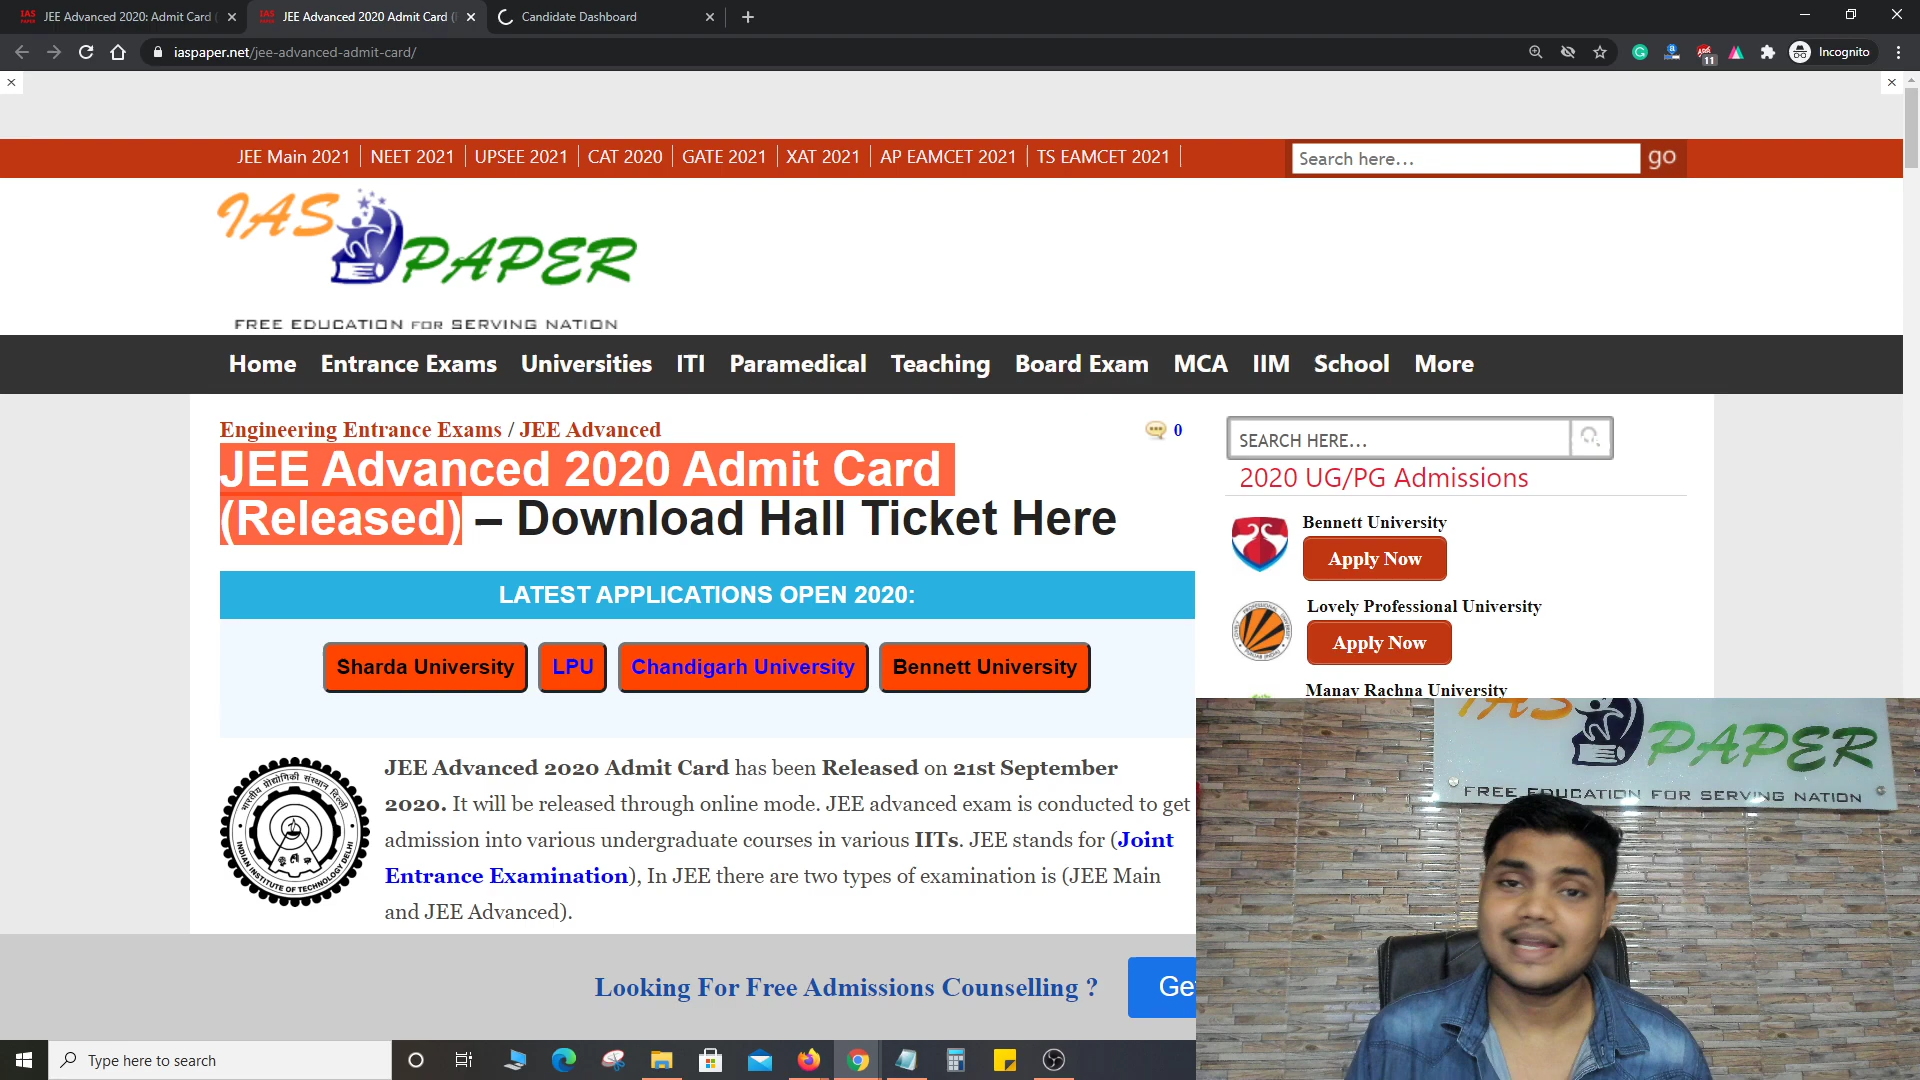 JEE Advanced 2020: Admit Card
JEE Advanced 2020 Admit Card (
Candidate Dashboard
iaspaper.net/jee-advanced-admit-card/
11
Incognito
JEE Main 2021 NEET 2021 UPSEE 2021 CAT 2020 GATE 2021 XAT 2021 AP EAMCET 2021 TS EAMCET 2021
Search here...
go
IAS PAPER
FREE EDUCATION FOR SERVING NATION
Home Entrance Exams Universities ITI Paramedical Teaching Board Exam MCA IIM School More
Engineering Entrance Exams / JEE Advanced
0
JEE Advanced 2020 Admit Card
(Released) – Download Hall Ticket Here
LATEST APPLICATIONS OPEN 2020:
Sharda University LPU Chandigarh University Bennett University
JEE Advanced 2020 Admit Card has been Released on 21st September
2020. It will be released through online mode. JEE advanced exam is conducted to get
admission into various undergraduate courses in various IITs. JEE stands for (Joint
Entrance Examination), In JEE there are two types of examination is (JEE Main
and JEE Advanced).
भारतीय प्रौद्योगिकी संस्थान दिल्ली
INDIAN INSTITUTE OF TECHNOLOGY DELHI
SEARCH HERE...
2020 UG/PG Admissions
Bennett University
Apply Now
Lovely Professional University
Apply Now
Manav Rachna University
IAS PAPER
FREE EDUCATION FOR SERVING NATION
Looking For Free Admissions Counselling ?
Ge
Type here to search